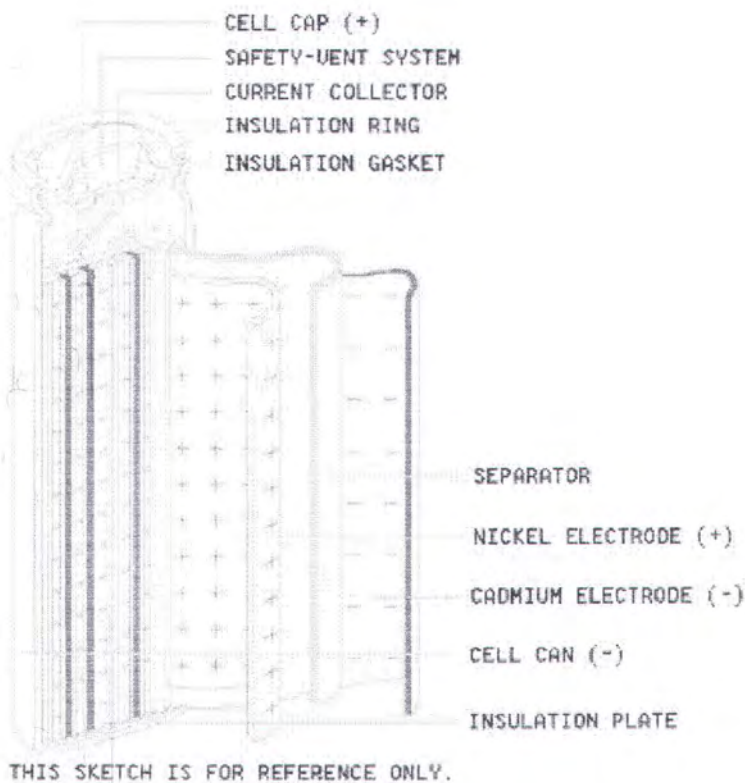 CELL CAP (+)
SAFETY-VENT SYSTEM
CURRENT COLLECTOR
INSULATION RING
INSULATION GASKET
SEPARATOR
NICKEL ELECTRODE (+)
CADMIUM ELECTRODE (-)
CELL CAN (-)
INSULATION PLATE
THIS SKETCH IS FOR REFERENCE ONLY.